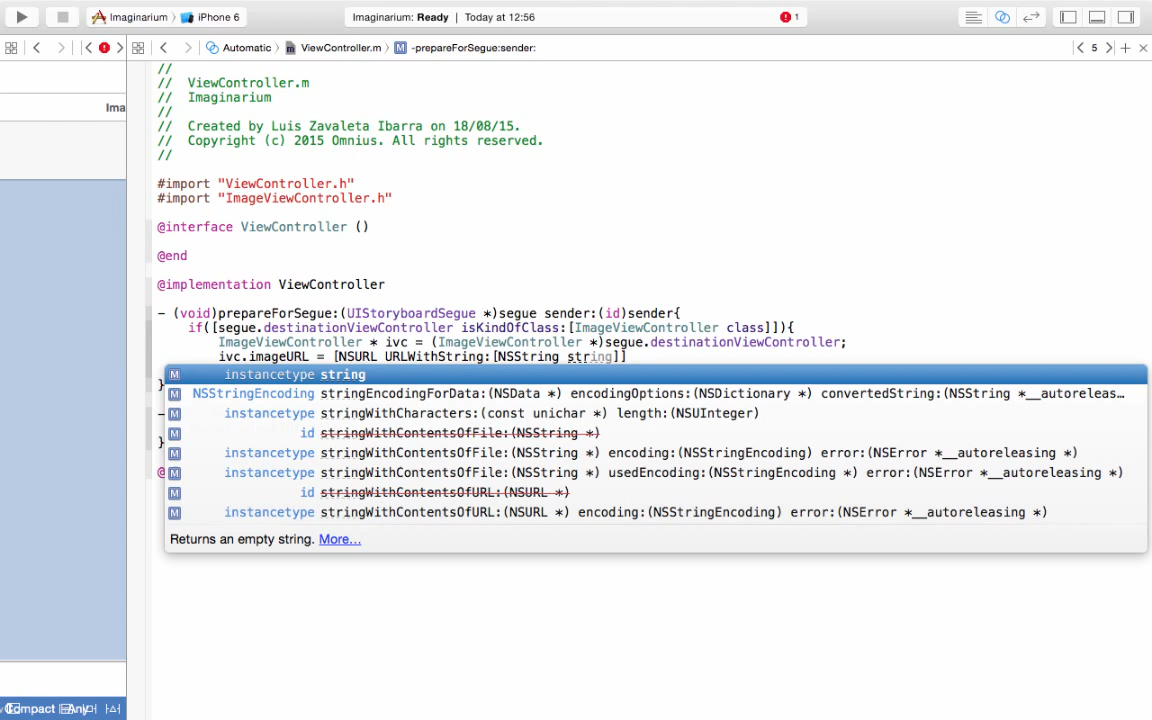 Imaginarium 〉 iPhone 6
Imaginarium: Ready | Today at 12:56
1
Automatic 〉 ViewController.m 〉 M -prepareForSegue:sender:
5
Ima
//
// ViewController.m
// Imaginarium
//
// Created by Luis Zavaleta Ibarra on 18/08/15.
// Copyright (c) 2015 Omnius. All rights reserved.
//
#import "ViewController.h"
#import "ImageViewController.h"
@interface ViewController ()
@end
@implementation ViewController
- (void)prepareForSegue:(UIStoryboardSegue *)segue sender:(id)sender{
if([segue.destinationViewController isKindOfClass:[ImageViewController class]]){
ImageViewController * ivc = (ImageViewController *)segue.destinationViewController;
ivc.imageURL = [NSURL URLWithString:[NSString string]]
M instancetype string
M NSStringEncoding stringEncodingForData:(NSData *) encodingOptions:(NSDictionary *) convertedString:(NSString *__autoreleas…
M instancetype stringWithCharacters:(const unichar *) length:(NSUInteger)
M id stringWithContentsOfFile:(NSString *)
M instancetype stringWithContentsOfFile:(NSString *) encoding:(NSStringEncoding) error:(NSError *__autoreleasing *)
M instancetype stringWithContentsOfFile:(NSString *) usedEncoding:(NSStringEncoding *) error:(NSError *__autoreleasing *)
M id stringWithContentsOfURL:(NSURL *)
M instancetype stringWithContentsOfURL:(NSURL *) encoding:(NSStringEncoding) error:(NSError *__autoreleasing *)
Returns an empty string. More...
}
-
}
@
Compact Any